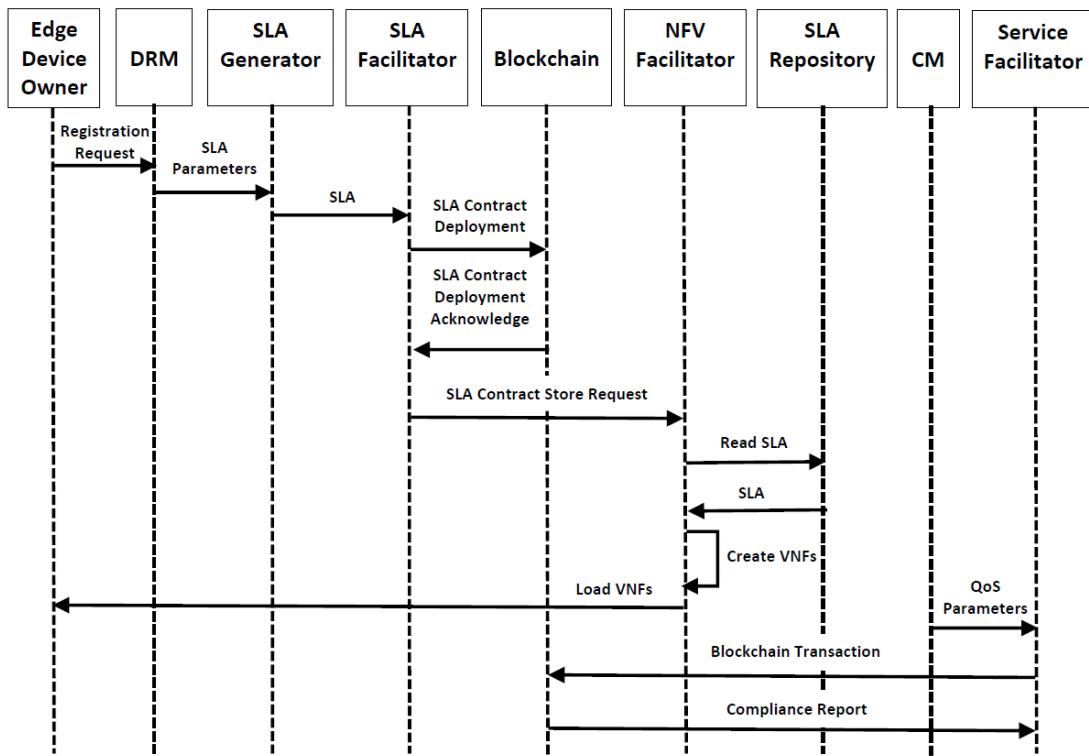 Edge
Device
Owner
DRM
SLA
Generator
SLA
Facilitator
Blockchain
NFV
Facilitator
SLA
Repository
CM
Service
Facilitator
Registration
Request
SLA
Parameters
SLA
SLA Contract
Deployment
SLA Contract
Deployment
Acknowledge
SLA Contract Store Request
Read SLA
SLA
Create VNFs
Load VNFs
QoS
Parameters
Blockchain Transaction
Compliance Report